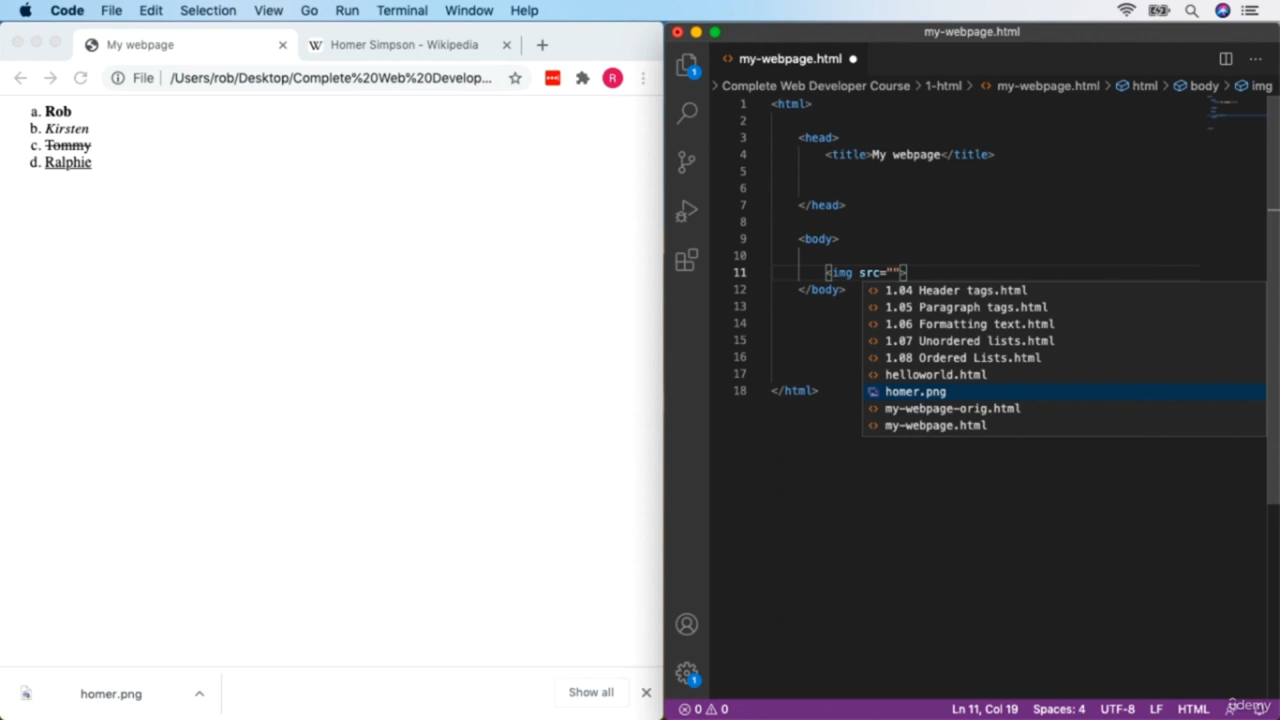 Code File Edit Selection View Go Run Terminal Window Help
My webpage
Homer Simpson - Wikipedia
File /Users/rob/Desktop/Complete%20Web%20Develop...
R
a. Rob
b. Kirsten
c. Tommy
d. Ralphie
homer.png
Show all
my-webpage.html
my-webpage.html
Complete Web Developer Course > 1-html > my-webpage.html > html > body > img
1 <html>
2
3 <head>
4 <title>My webpage</title>
5
6
7 </head>
8
9 <body>
10
11 <img src="">
12 </body>
13
14
15
16
17
18 </html>
1.04 Header tags.html
1.05 Paragraph tags.html
1.06 Formatting text.html
1.07 Unordered lists.html
1.08 Ordered Lists.html
helloworld.html
homer.png
my-webpage-orig.html
my-webpage.html
1
1
0 0 Ln 11, Col 19 Spaces: 4 UTF-8 LF HTML
ûdemy